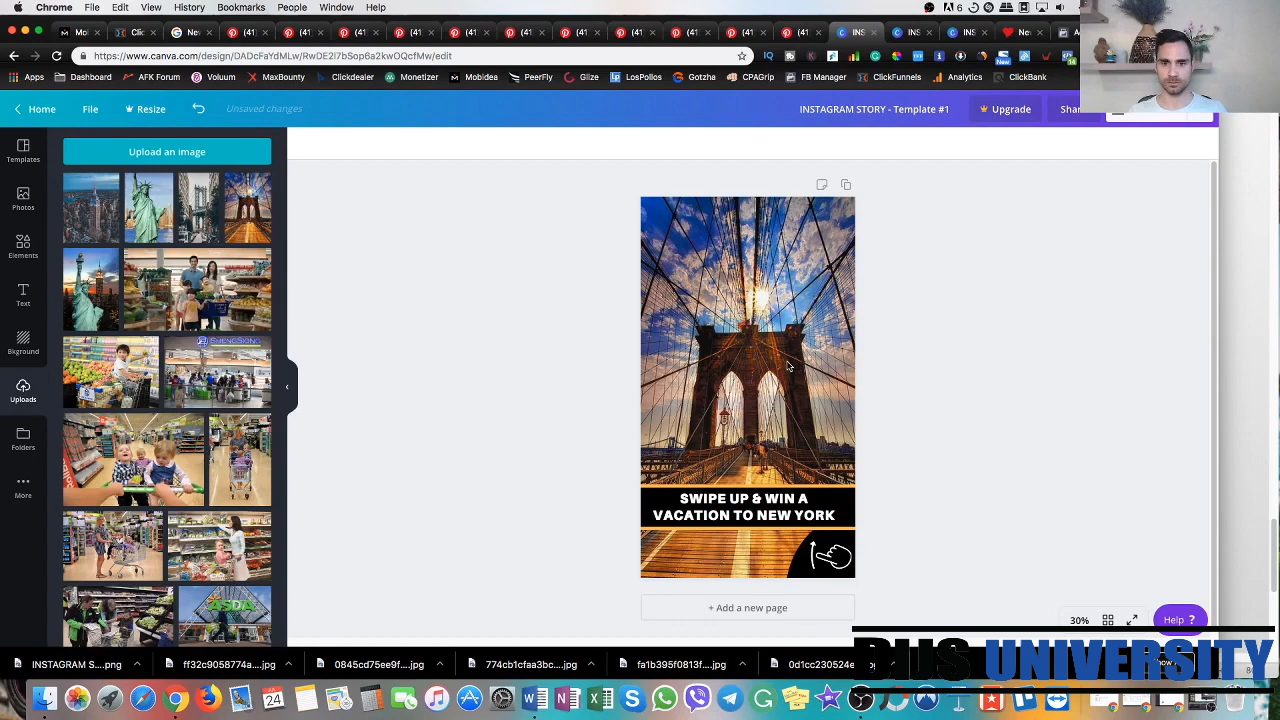 Chrome File Edit View History Bookmarks People Window Help
https://www.canva.com/design/DADcFaYdMLw/RwDE2I7bSop6a2kwOQcfMw/edit
Apps Dashboard AFK Forum Voluum MaxBounty Clickdealer Monetizer Mobidea PeerFly Glize LosPollos Gotzha CPAGrip FB Manager ClickFunnels Analytics ClickBank
Home File Resize Unsaved changes INSTAGRAM STORY - Template #1 Upgrade
Upload an image
Templates
Photos
Elements
Text
Bkground
Uploads
Folders
More
SHENGSIONG
ASDA
SWIPE UP & WIN A
VACATION TO NEW YORK
+ Add a new page
30%
Help ?
UNIVERSITY
INSTAGRAM S....png ff32c9058774a....jpg 0845cd75ee9f....jpg 774cb1cfaa3bc....jpg fa1b395f0813f....jpg 0d1cc230524e